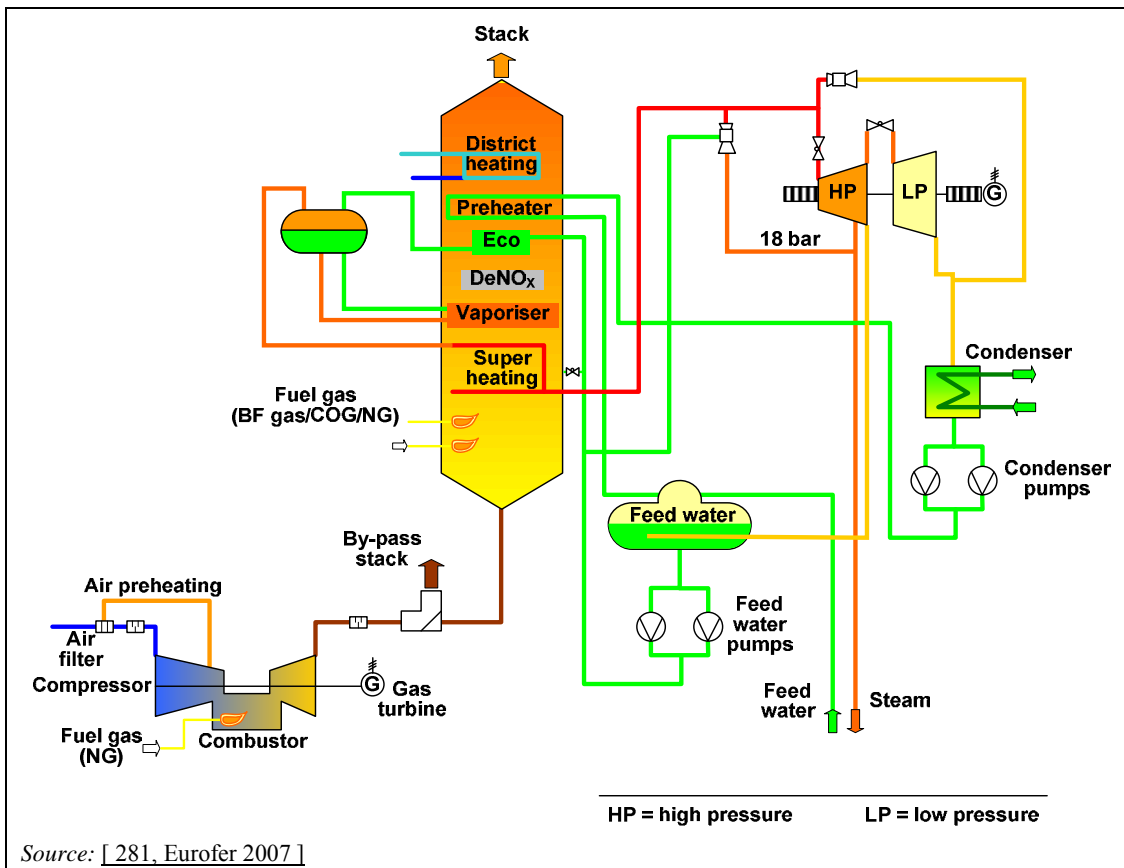 Stack
District
heating
Preheater
Eco
DeNOx
Vaporiser
Super
heating
Fuel gas
(BF gas/COG/NG)
HP
LP
G
18 bar
Condenser
Condenser
pumps
Feed water
Feed
water
pumps
By-pass
stack
Air preheating
Air
filter
Compressor
G
Gas
turbine
Fuel gas
(NG)
Combustor
Feed
water
Steam
HP = high pressure
LP = low pressure
Source: [ 281, Eurofer 2007 ]